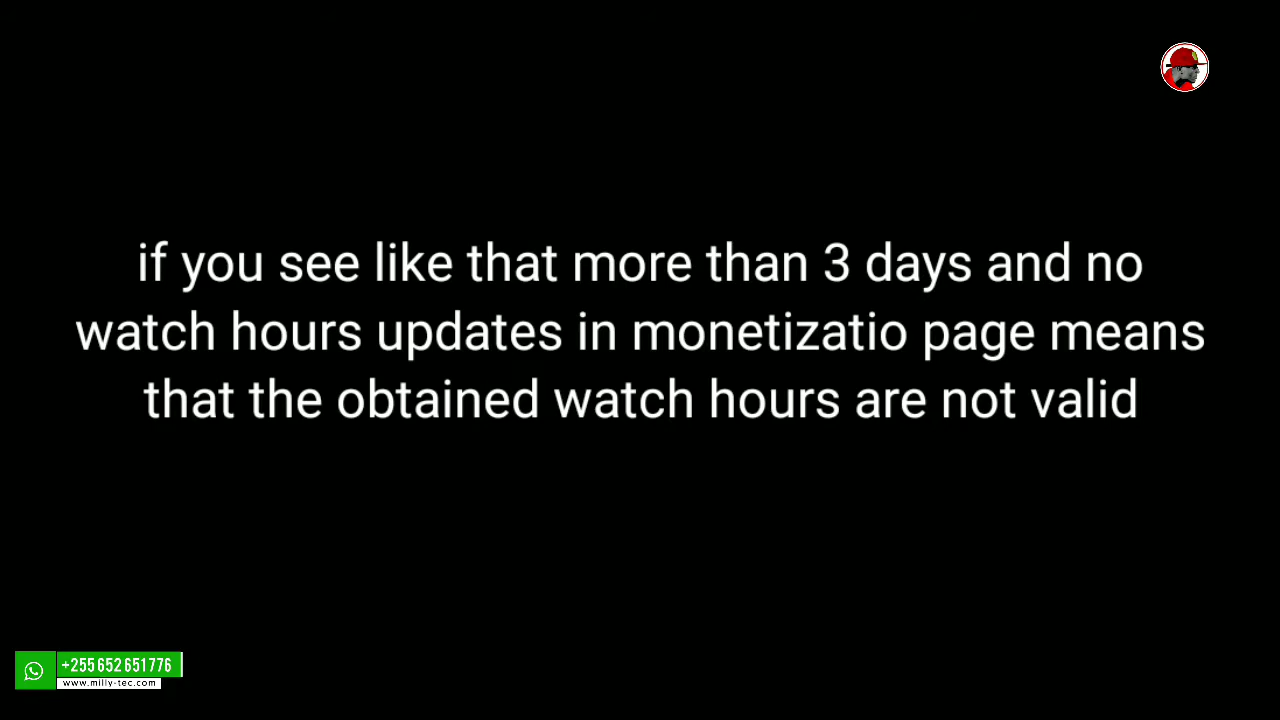 if you see like that more than 3 days and no
watch hours updates in monetizatio page means
that the obtained watch hours are not valid
+255 652 651 776
www.milly-tec.com